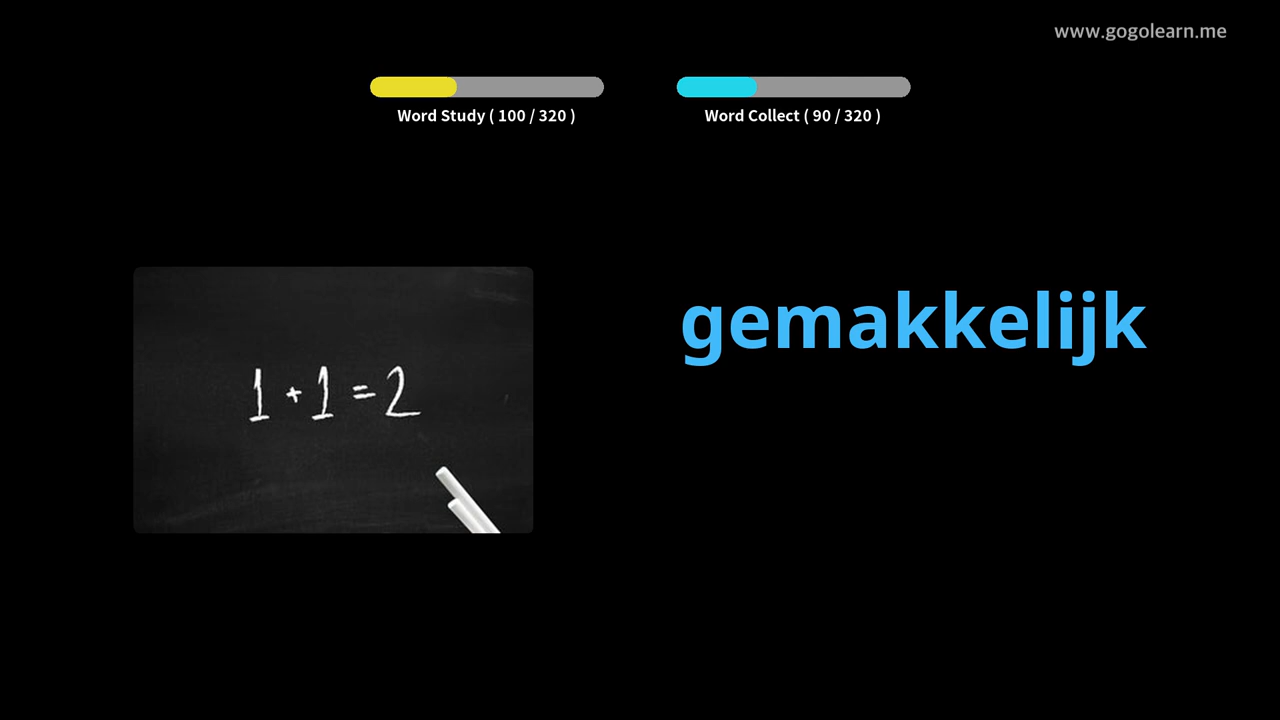 www.gogolearn.me
Word Study ( 100 / 320 )
Word Collect ( 90 / 320 )
gemakkelijk
1 + 1 = 2